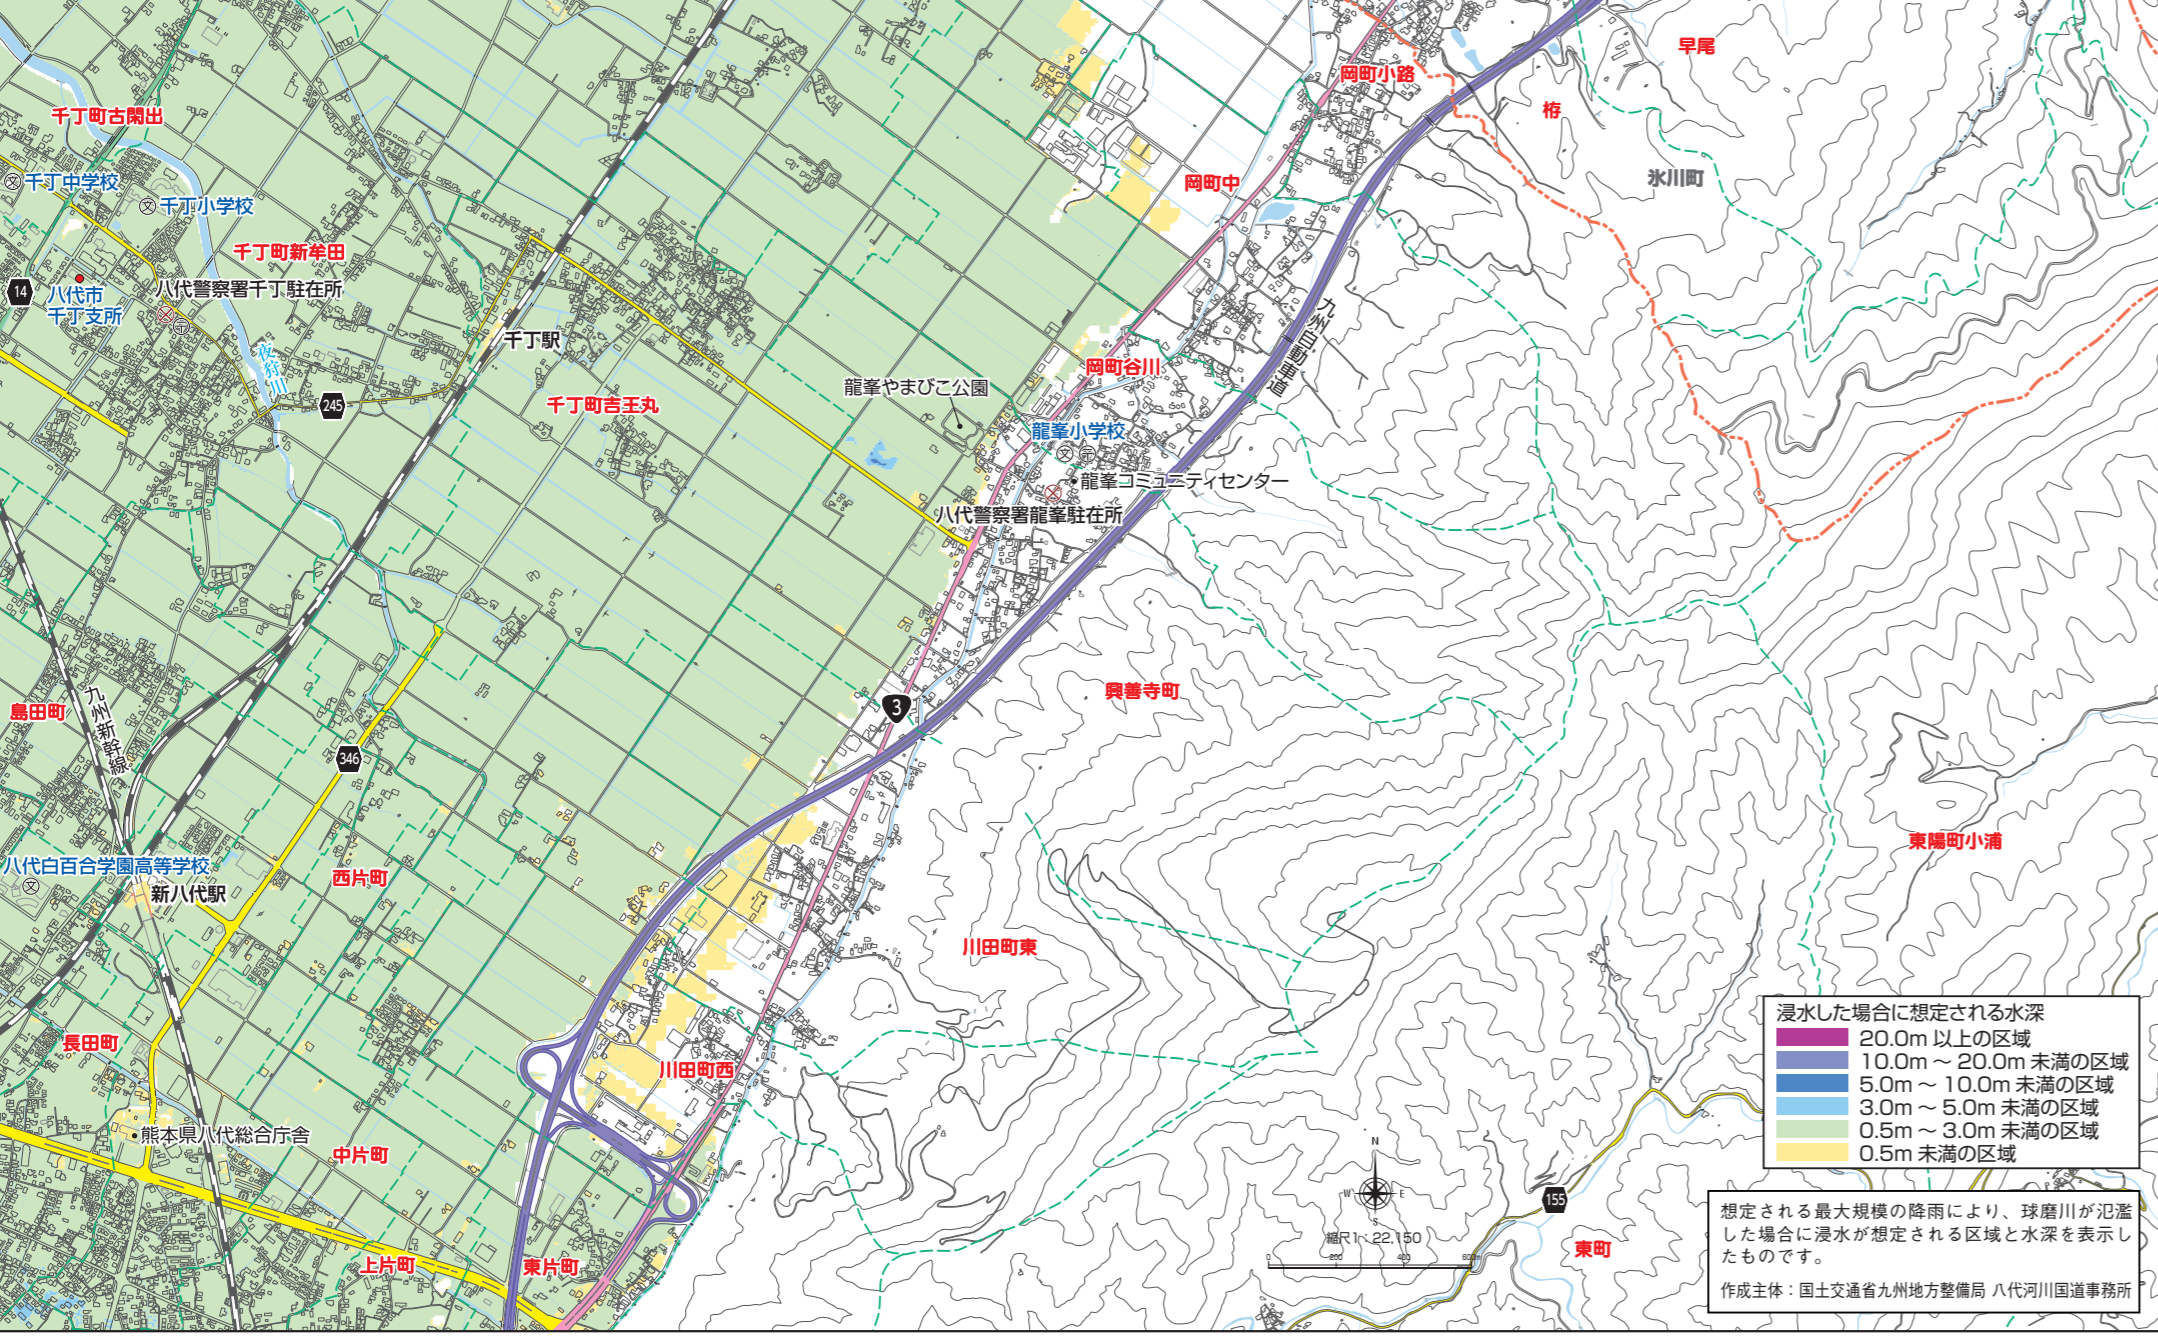 早尾
岡町小路
栫
千丁町古閑出
氷川町
千丁中学校
岡町中
千丁小学校
千丁町新牟田
八代警察署千丁駐在所
14
八代市
千丁支所
九州自動車道
千丁駅
夜狩川
岡町谷川
龍峯やまびこ公園
245
千丁町吉王丸
龍峯小学校
龍峯コミュニティセンター
八代警察署龍峯駐在所
興善寺町
3
島田町
九州新幹線
346
東陽町小浦
八代白百合学園高等学校
西片町
新八代駅
川田町東
長田町
川田町西
熊本県八代総合庁舎
中片町
上片町
東片町
155
東町
N
W
E
S
縮尺1:22,150
0
200
400
600m
浸水した場合に想定される水深
20.0m 以上の区域
10.0m ～ 20.0m 未満の区域
5.0m ～ 10.0m 未満の区域
3.0m ～ 5.0m 未満の区域
0.5m ～ 3.0m 未満の区域
0.5m 未満の区域
想定される最大規模の降雨により、球磨川が氾濫
した場合に浸水が想定される区域と水深を表示し
たものです。
作成主体：国土交通省九州地方整備局 八代河川国道事務所